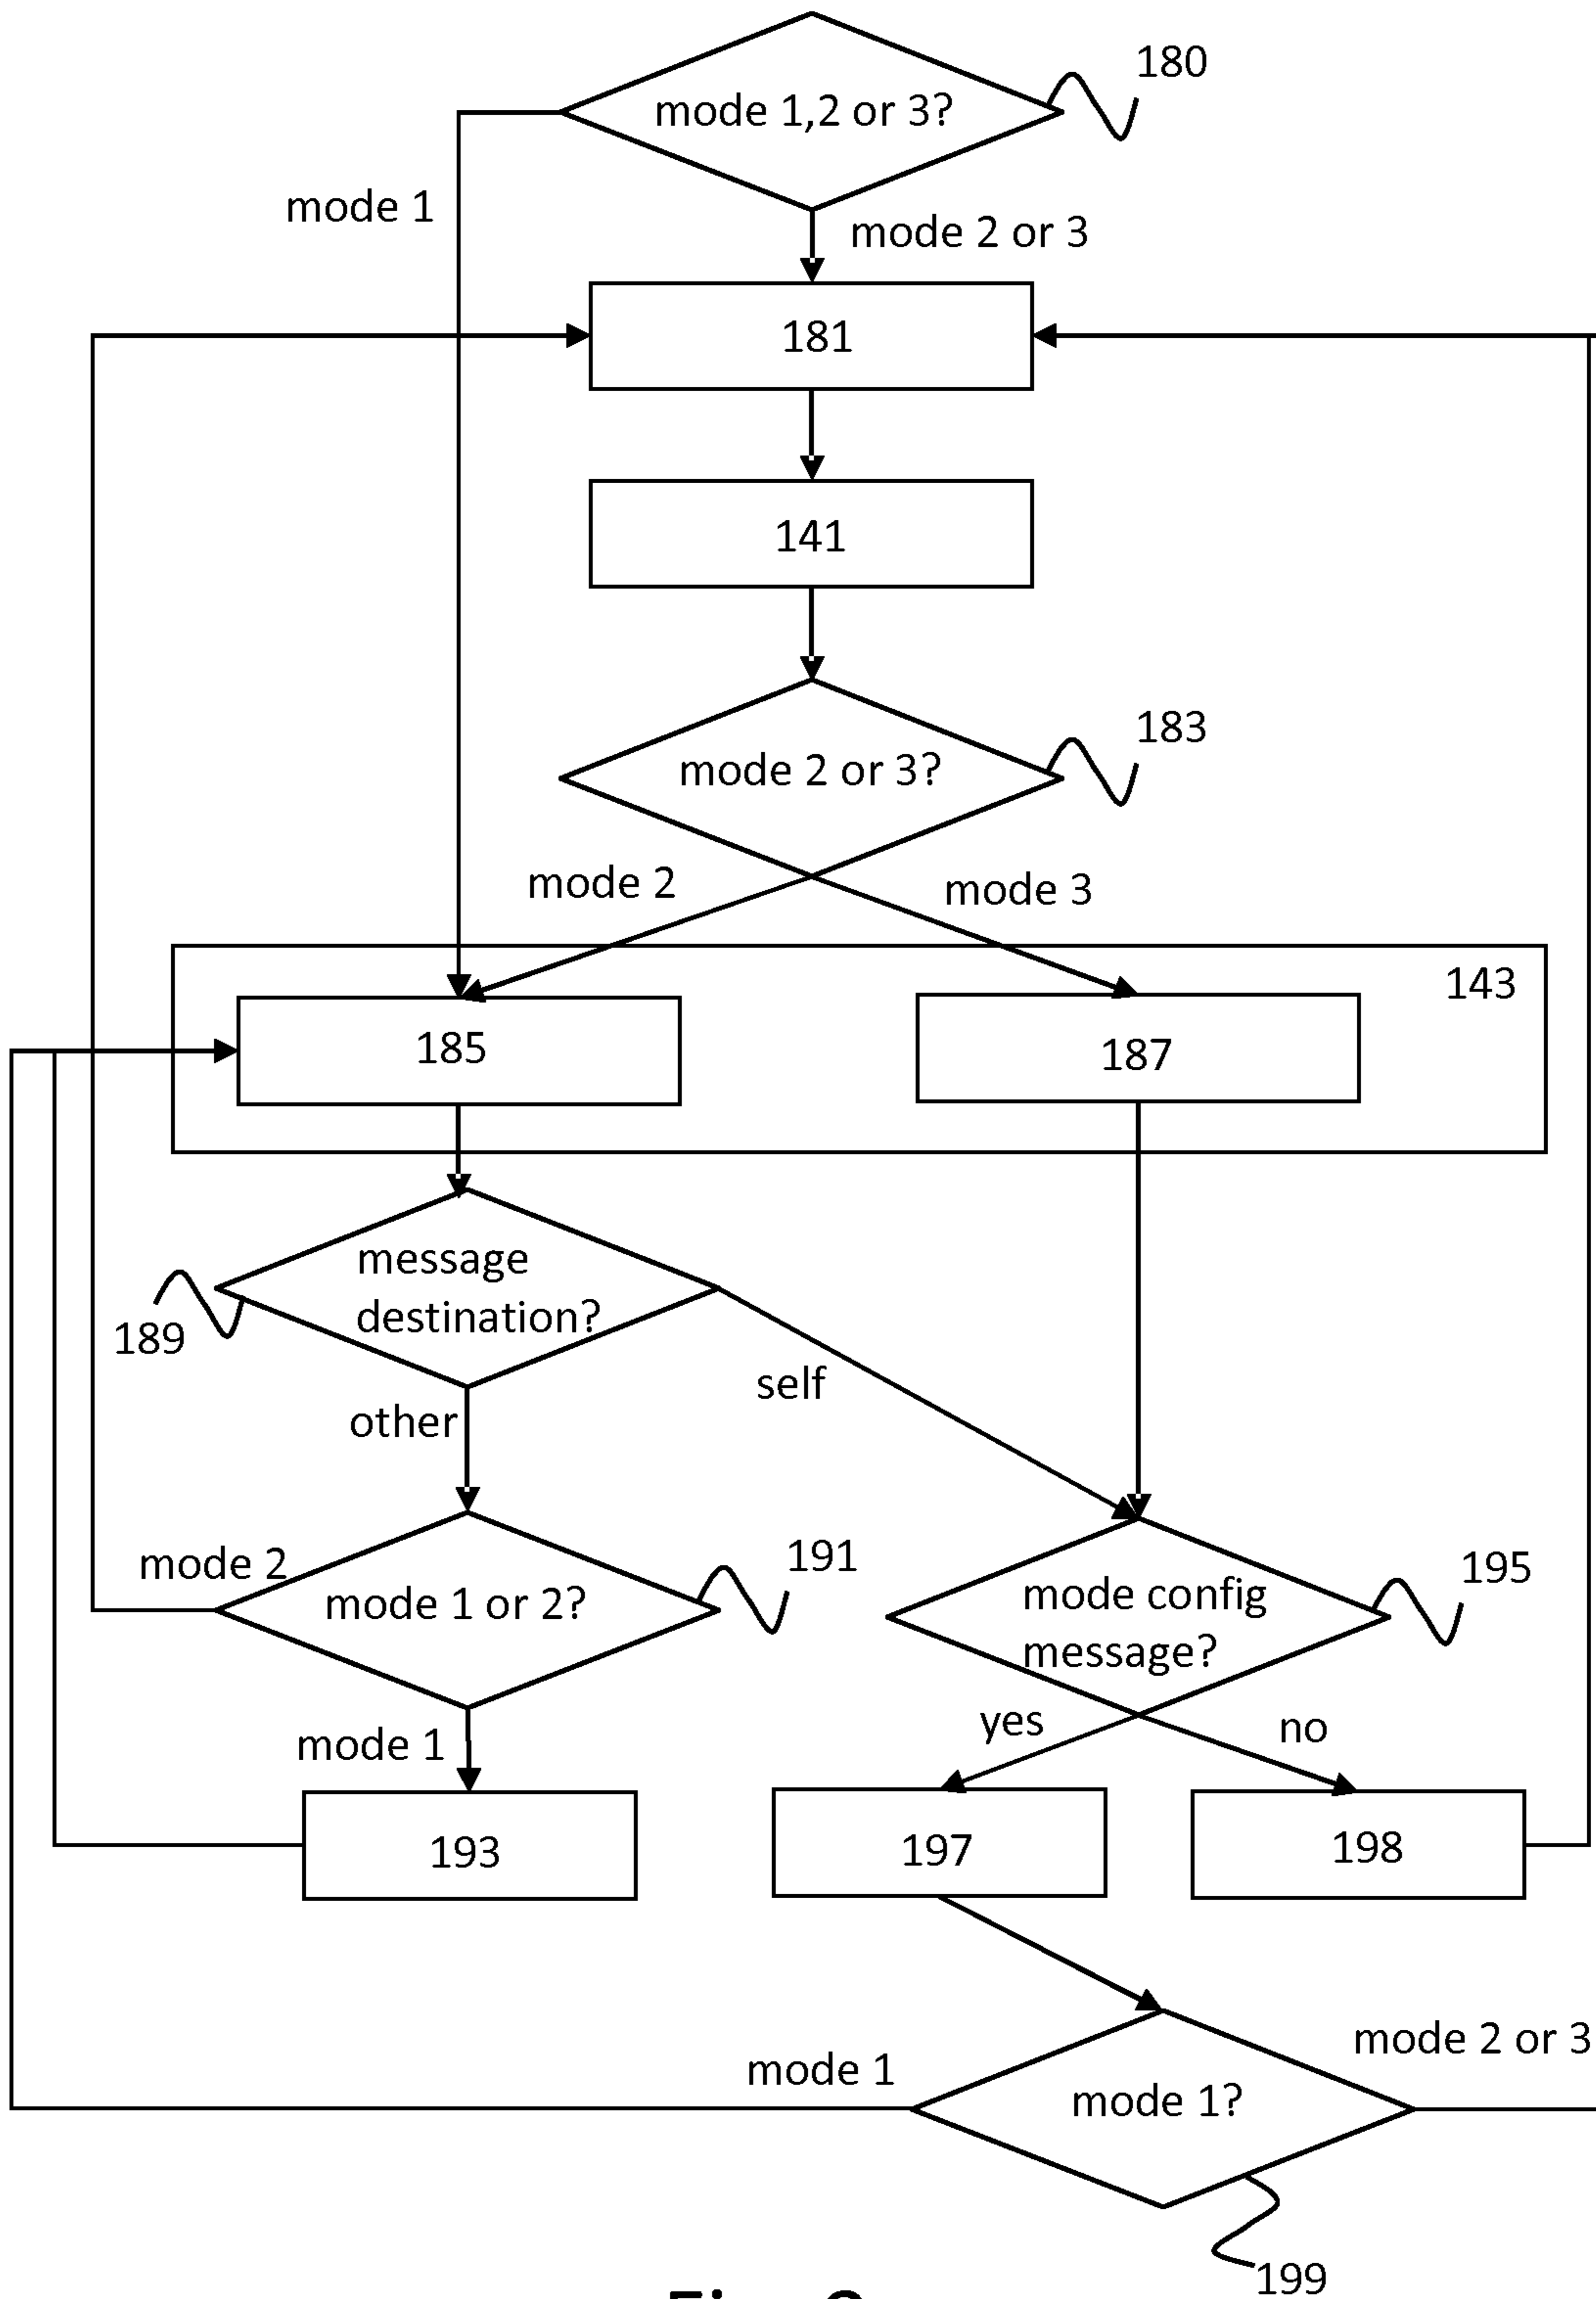 180
mode 1,2 or 3?
mode 1
mode 2 or 3
181
141
183
mode 2 or 3?
mode 2
mode 3
143
185
187
message
destination?
189
self
other
191
195
mode 2
mode 1 or 2?
mode config
message?
mode 1
yes
no
193
197
198
mode 2 or 3
mode 1
mode 1?
199